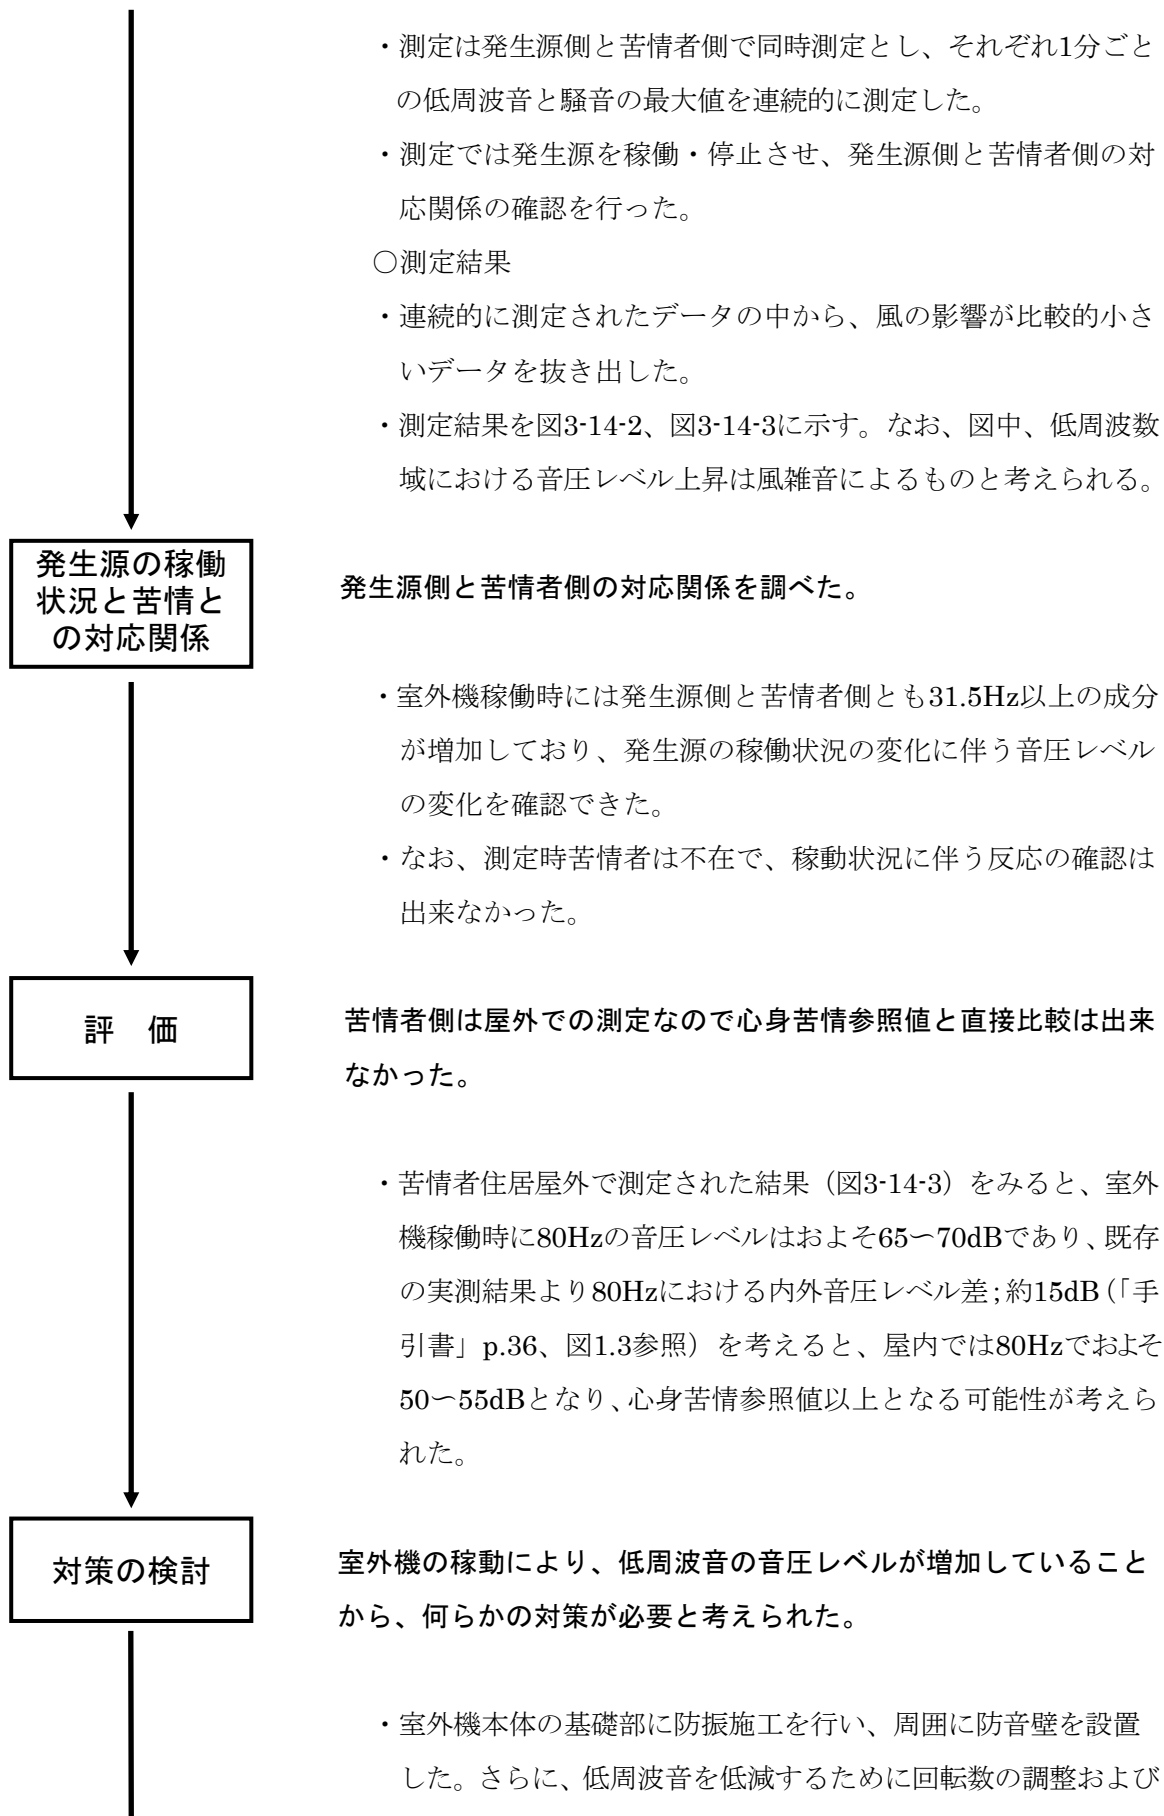 ・測定は発生源側と苦情者側で同時測定とし、それぞれ1分ごと
の低周波音と騒音の最大値を連続的に測定した。
・測定では発生源を稼働・停止させ、発生源側と苦情者側の対
応関係の確認を行った。
○測定結果
・連続的に測定されたデータの中から、風の影響が比較的小さ
いデータを抜き出した。
・測定結果を図3-14-2、図3-14-3に示す。なお、図中、低周波数
域における音圧レベル上昇は風雑音によるものと考えられる。
発生源の稼働
状況と苦情と
の対応関係
発生源側と苦情者側の対応関係を調べた。
・室外機稼働時には発生源側と苦情者側とも31.5Hz以上の成分
が増加しており、発生源の稼働状況の変化に伴う音圧レベル
の変化を確認できた。
・なお、測定時苦情者は不在で、稼動状況に伴う反応の確認は
出来なかった。
評　価
苦情者側は屋外での測定なので心身苦情参照値と直接比較は出来
なかった。
・苦情者住居屋外で測定された結果（図3-14-3）をみると、室外
機稼働時に80Hzの音圧レベルはおよそ65～70dBであり、既存
の実測結果より80Hzにおける内外音圧レベル差;約15dB（「手
引書」p.36、図1.3参照）を考えると、屋内では80Hzでおよそ
50～55dBとなり、心身苦情参照値以上となる可能性が考えら
れた。
対策の検討
室外機の稼動により、低周波音の音圧レベルが増加していること
から、何らかの対策が必要と考えられた。
・室外機本体の基礎部に防振施工を行い、周囲に防音壁を設置
した。さらに、低周波音を低減するために回転数の調整および